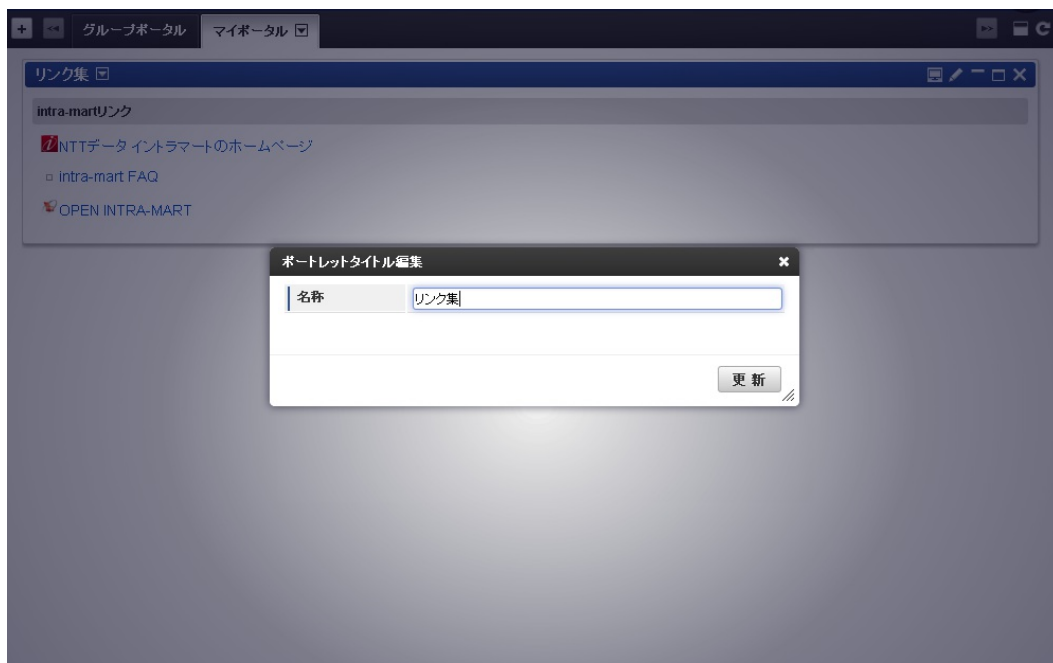 グループポータル マイポータル
リンク集
intra-martリンク
NTTデータ イントラマートのホームページ
intra-mart FAQ
OPEN INTRA-MART
ポートレットタイトル編集
名称 リンク集
更新